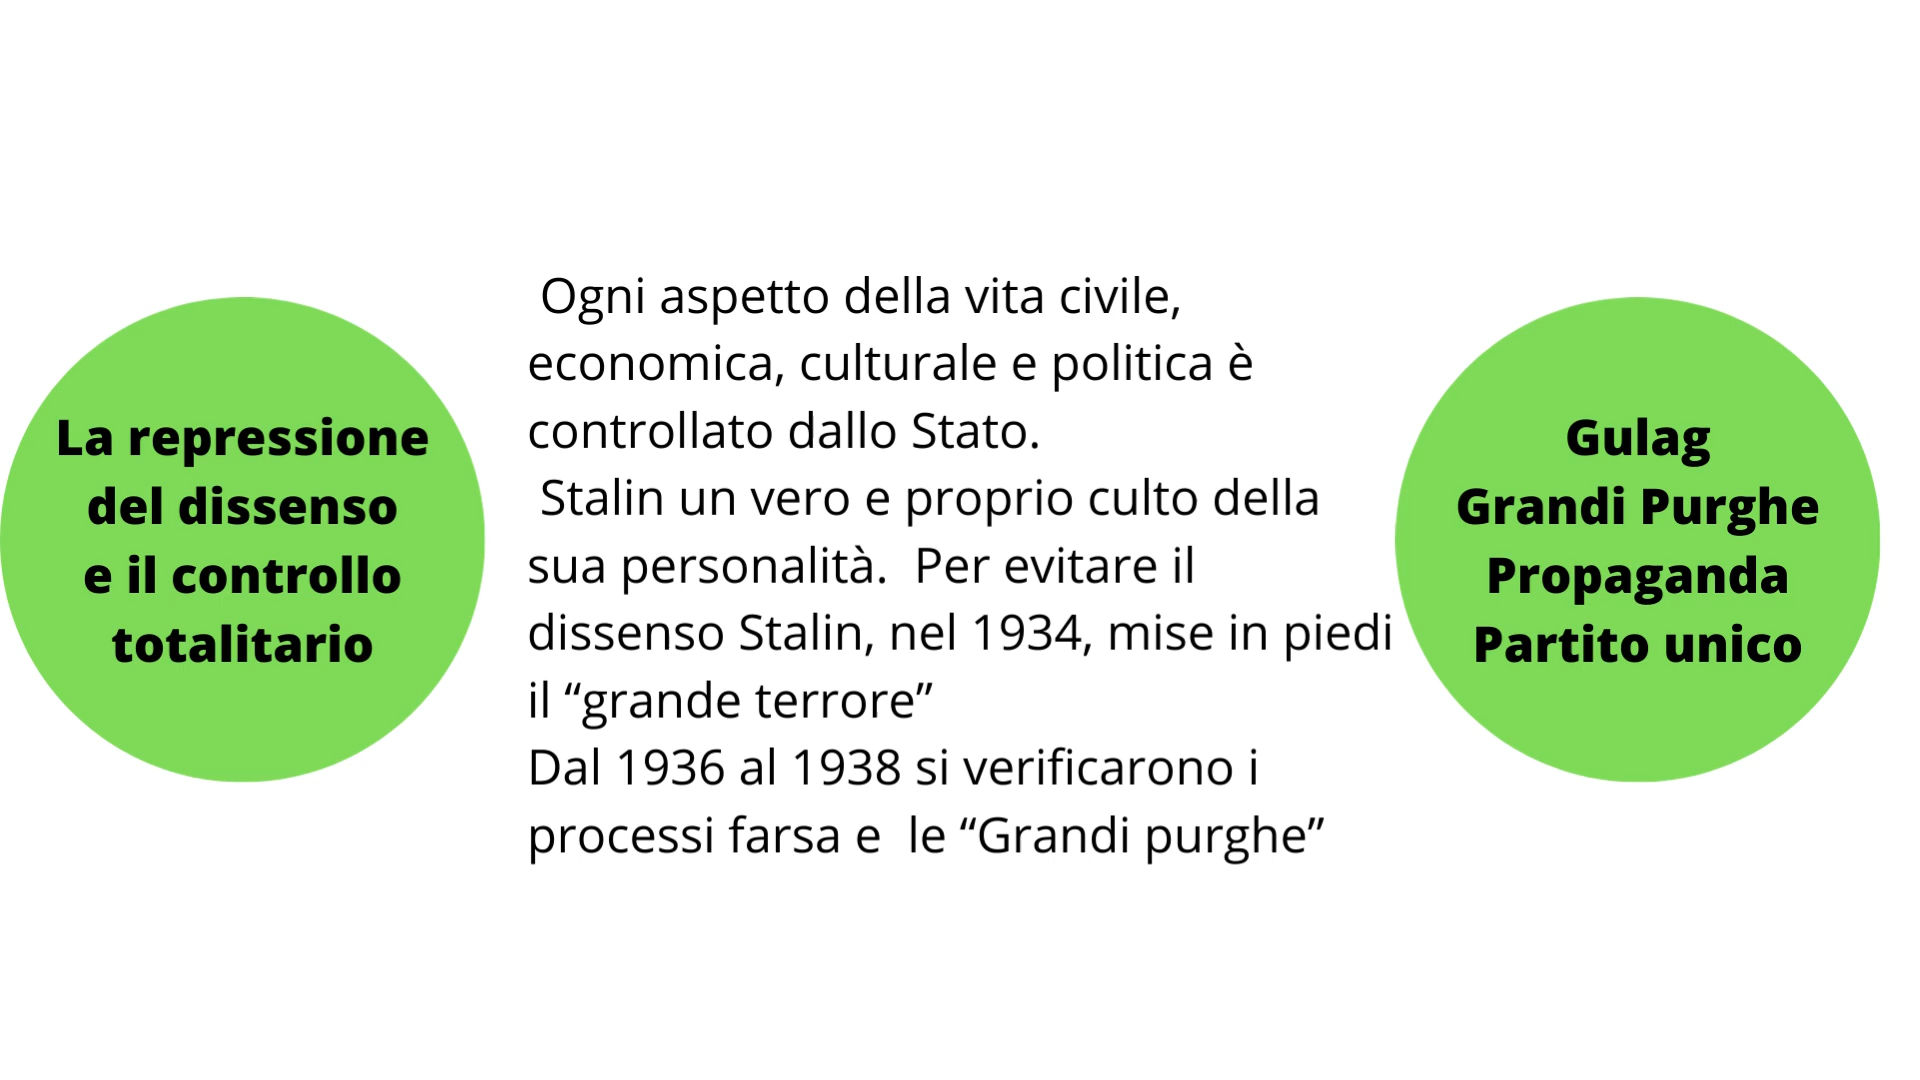 La repressione
del dissenso
e il controllo
totalitario
Ogni aspetto della vita civile,
economica, culturale e politica è
controllato dallo Stato.
Stalin un vero e proprio culto della
sua personalità.  Per evitare il
dissenso Stalin, nel 1934, mise in piedi
il “grande terrore”
Dal 1936 al 1938 si verificarono i
processi farsa e  le “Grandi purghe”
Gulag
Grandi Purghe
Propaganda
Partito unico